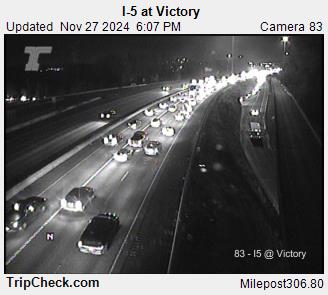 I-5 at Victory
Updated Nov 27 2024 6:07 PM Camera 83
T
N
83 - I5 @ Victory
TripCheck.com Milepost306.80